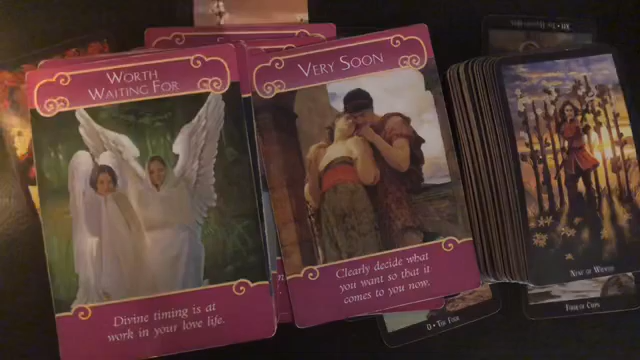 WORTH
WAITING FOR
Divine timing is at
work in your love life.
VERY SOON
Clearly decide what
you want so that it
comes to you now.
NINE OF WANDS
0 • THE FOOL
FOUR OF CUPS